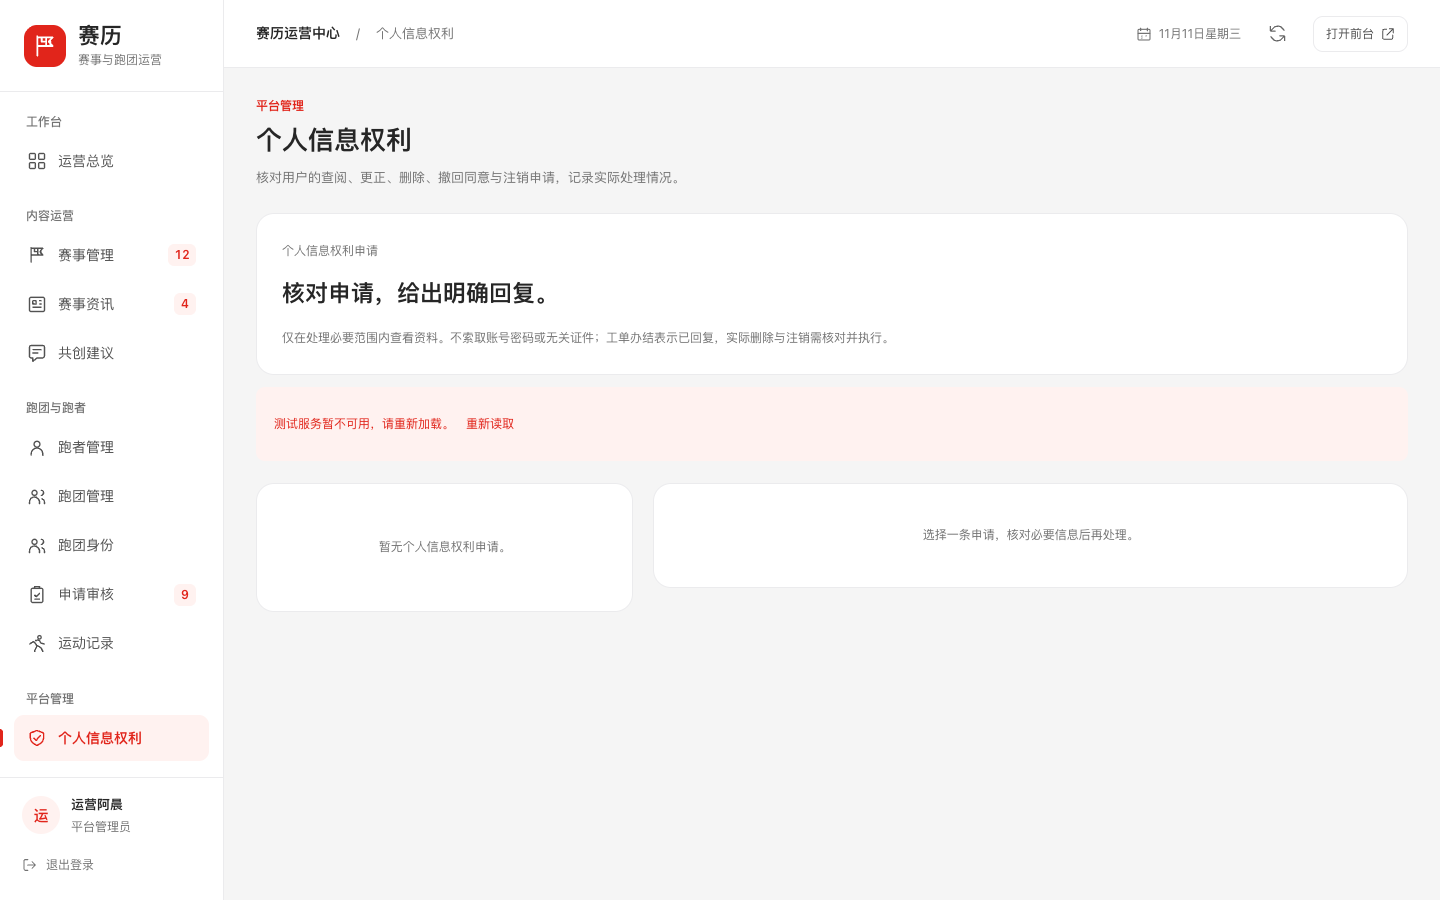 赛历
赛事与跑团运营
工作台
运营总览
内容运营
赛事管理 12
赛事资讯 4
共创建议
跑团与跑者
跑者管理
跑团管理
跑团身份
申请审核 9
运动记录
平台管理
个人信息权利
运 运营阿晨
平台管理员
退出登录
赛历运营中心 / 个人信息权利
11月11日星期三
打开前台
平台管理
个人信息权利
核对用户的查阅、更正、删除、撤回同意与注销申请，记录实际处理情况。
个人信息权利申请
核对申请，给出明确回复。
仅在处理必要范围内查看资料。不索取账号密码或无关证件；工单办结表示已回复，实际删除与注销需核对并执行。
测试服务暂不可用，请重新加载。 重新读取
暂无个人信息权利申请。
选择一条申请，核对必要信息后再处理。